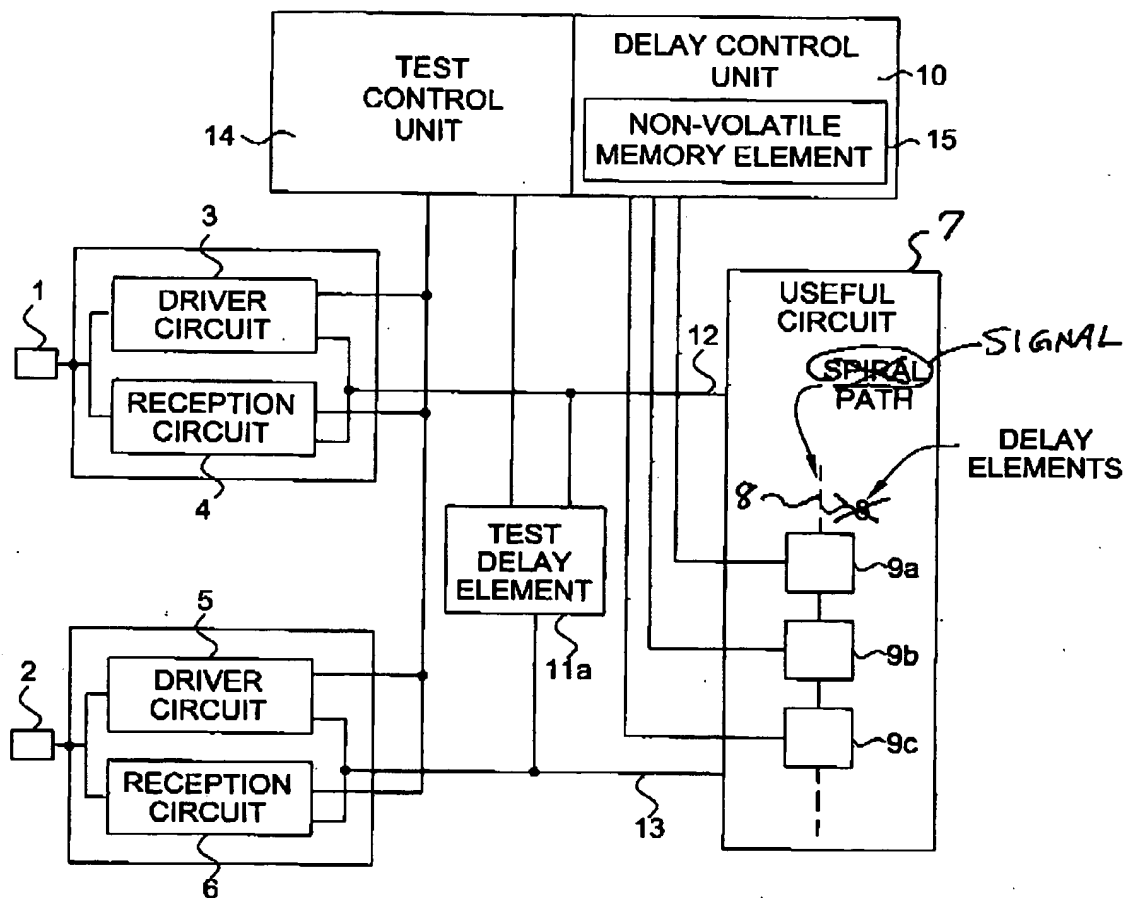 TEST
CONTROL
UNIT
14
DELAY CONTROL
UNIT
10
NON-VOLATILE
MEMORY ELEMENT
15
3
1
DRIVER
CIRCUIT
RECEPTION
CIRCUIT
4
12
7
USEFUL
CIRCUIT
SPIRAL
PATH
SIGNAL
DELAY
ELEMENTS
8
8
TEST
DELAY
ELEMENT
11a
9a
9b
9c
5
2
DRIVER
CIRCUIT
RECEPTION
CIRCUIT
6
13